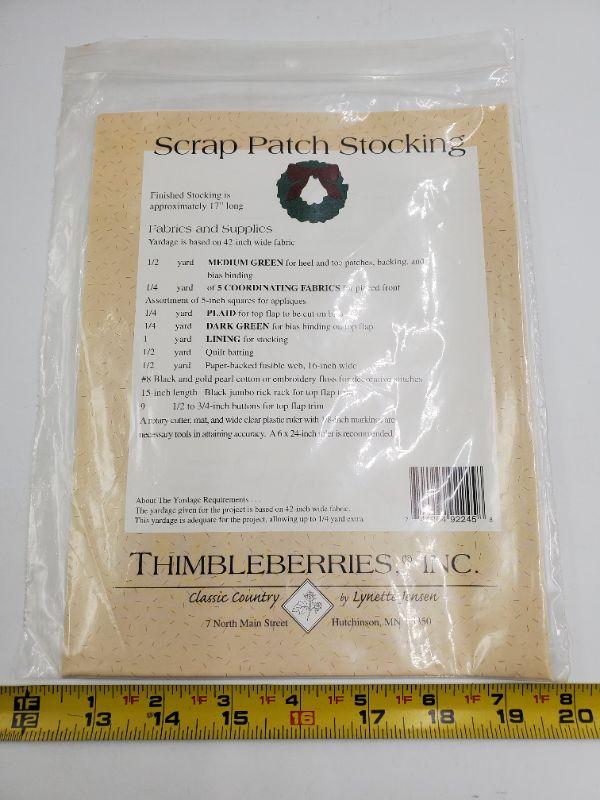 Scrap Patch Stocking
Finished Stocking is
approximately 17" long
Fabrics and Supplies
Yardage is based on 42-inch wide fabric
1/2 yard MEDIUM GREEN for heel and toe patches, backing, and
bias binding
1/4 yard of 5 COORDINATING FABRICS for pieced front
Assortment of 5-inch squares for appliques
1/4 yard PLAID for top flap to be cut on
1/4 yard DARK GREEN for bias binding on top flap
1 yard LINING for stocking
1/2 yard Quilt batting
1/2 yard Paper-backed fusible web, 16-inch wide
#8 Black and gold pearl cotton or embroidery floss for decorative stitches
15-inch length Black jumbo rick rack for top flap
9 1/2 to 3/4-inch buttons for top flap trim
A rotary cutter, mat, and wide clear plastic ruler with 1/8-inch markings are
necessary tools in attaining accuracy. A 6 x 24-inch ruler is recommended
About The Yardage Requirements . . .
The yardage given for the project is based on 42-inch wide fabric.
This yardage is adequate for the project, allowing up to 1/4 yard extra.
92245 8
THIMBLEBERRIES,® INC.
Classic Country by Lynette Jensen
7 North Main Street Hutchinson, MN
1F 1 1F 2 1F 3 1F 4 1F 5 1F 6 1F 7 1F 8
12 13 14 15 16 17 18 19 20